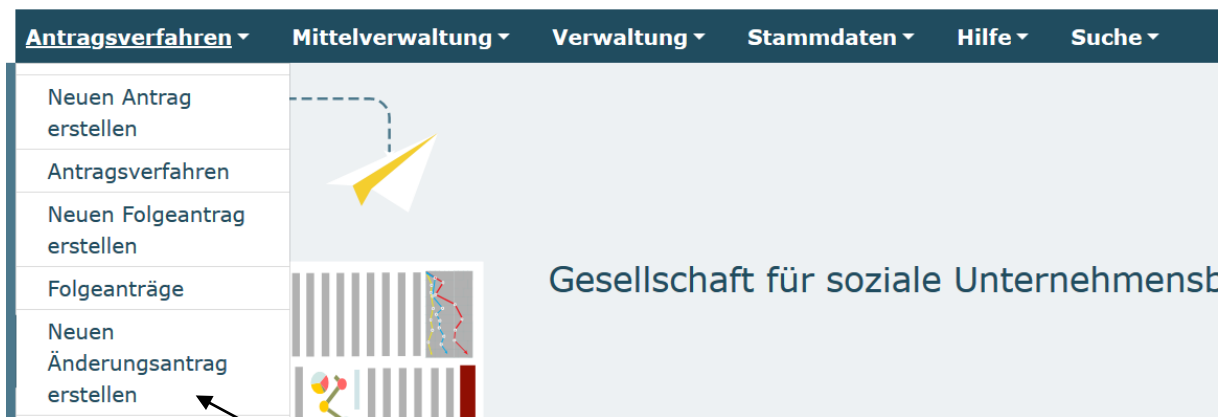 Antragsverfahren Mittelverwaltung Verwaltung Stammdaten Hilfe Suche
Neuen Antrag
erstellen
Antragsverfahren
Neuen Folgeantrag
erstellen
Folgeanträge
Neuen
Änderungsantrag
erstellen
Gesellschaft für soziale Unternehmensb